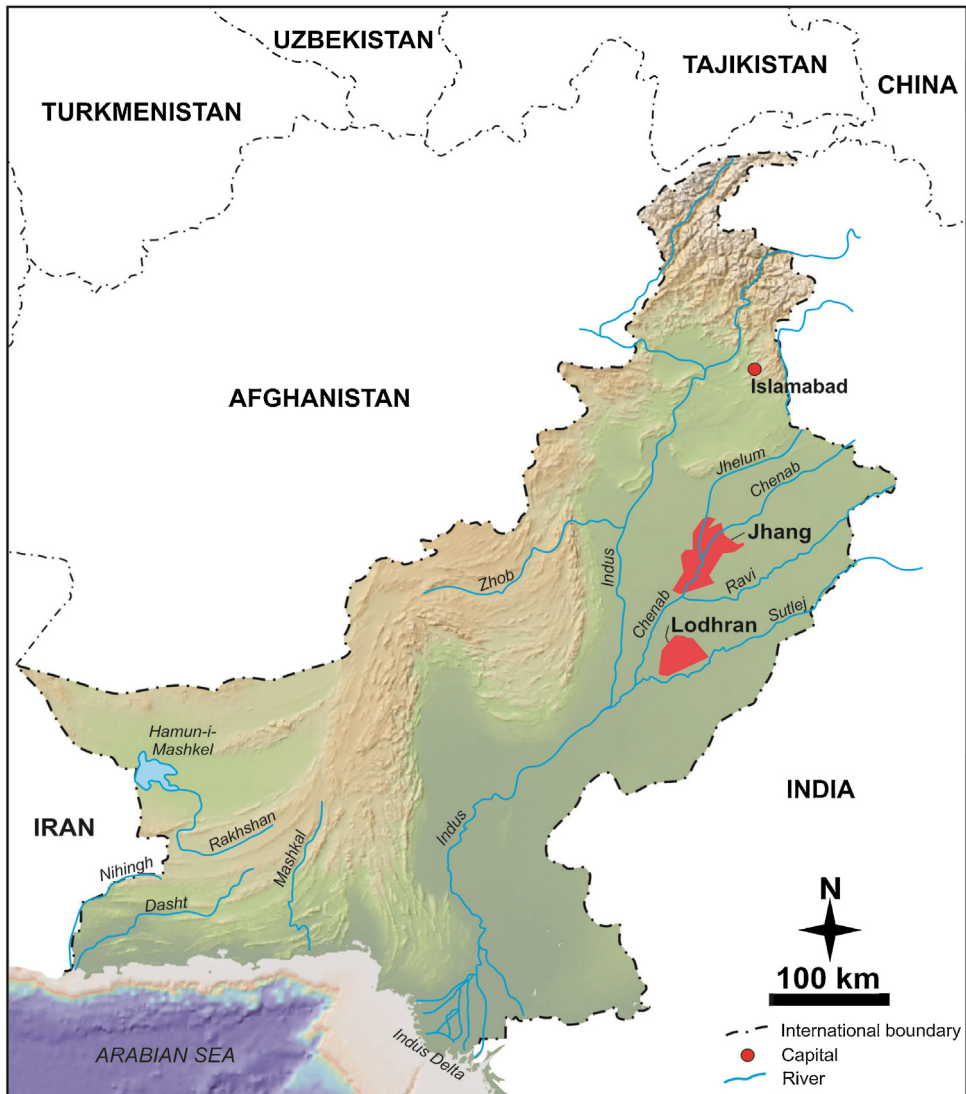 UZBEKISTAN
TAJIKISTAN
CHINA
TURKMENISTAN
AFGHANISTAN
Islamabad
Jhelum
Chenab
Jhang
Zhob
Indus
Ravi
Chenab
Sutlej
Lodhran
Hamun-i-
Mashkel
INDIA
IRAN
Rakhshan
Mashkal
Indus
Nihingh
Dasht
N
100 km
ARABIAN SEA
Indus Delta
International boundary
Capital
River